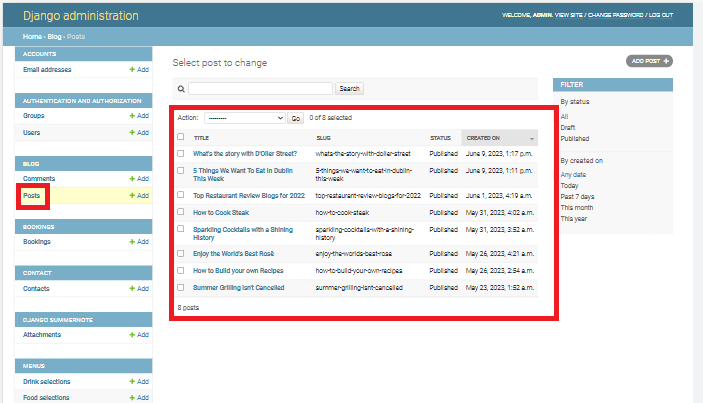 Django administration
WELCOME, ADMIN. VIEW SITE / CHANGE PASSWORD / LOG OUT
Home › Blog › Posts
ACCOUNTS
Email addresses + Add
AUTHENTICATION AND AUTHORIZATION
Groups + Add
Users + Add
BLOG
Comments + Add
Posts + Add
BOOKINGS
Bookings + Add
CONTACT
Contacts + Add
DJANGO SUMMERNOTE
Attachments + Add
MENUS
Drink selections + Add
Food selections + Add
Select post to change
ADD POST +
Search
Action: --------- Go 0 of 8 selected
TITLE SLUG STATUS CREATED ON
What's the story with D'Olier Street? whats-the-story-with-dolier-street Published June 9, 2023, 1:17 p.m.
5 Things We Want To Eat In Dublin This Week 5-things-we-want-to-eat-in-dublin-this-week Published June 9, 2023, 1:11 p.m.
Top Restaurant Review Blogs for 2022 top-restaurant-review-blogs-for-2022 Published June 1, 2023, 4:19 a.m.
How to Cook Steak how-to-cook-steak Published May 31, 2023, 4:02 a.m.
Sparkling Cocktails with a Shining History sparkling-cocktails-with-a-shining-history Published May 31, 2023, 3:52 a.m.
Enjoy the World's Best Rosé enjoy-the-worlds-best-rose Published May 26, 2023, 4:21 a.m.
How to Build your own Recipes how-to-build-your-own-recipes Published May 26, 2023, 2:54 a.m.
Summer Grilling Isn't Cancelled summer-grilling-isnt-cancelled Published May 23, 2023, 1:52 a.m.
8 posts
FILTER
By status
All
Draft
Published
By created on
Any date
Today
Past 7 days
This month
This year